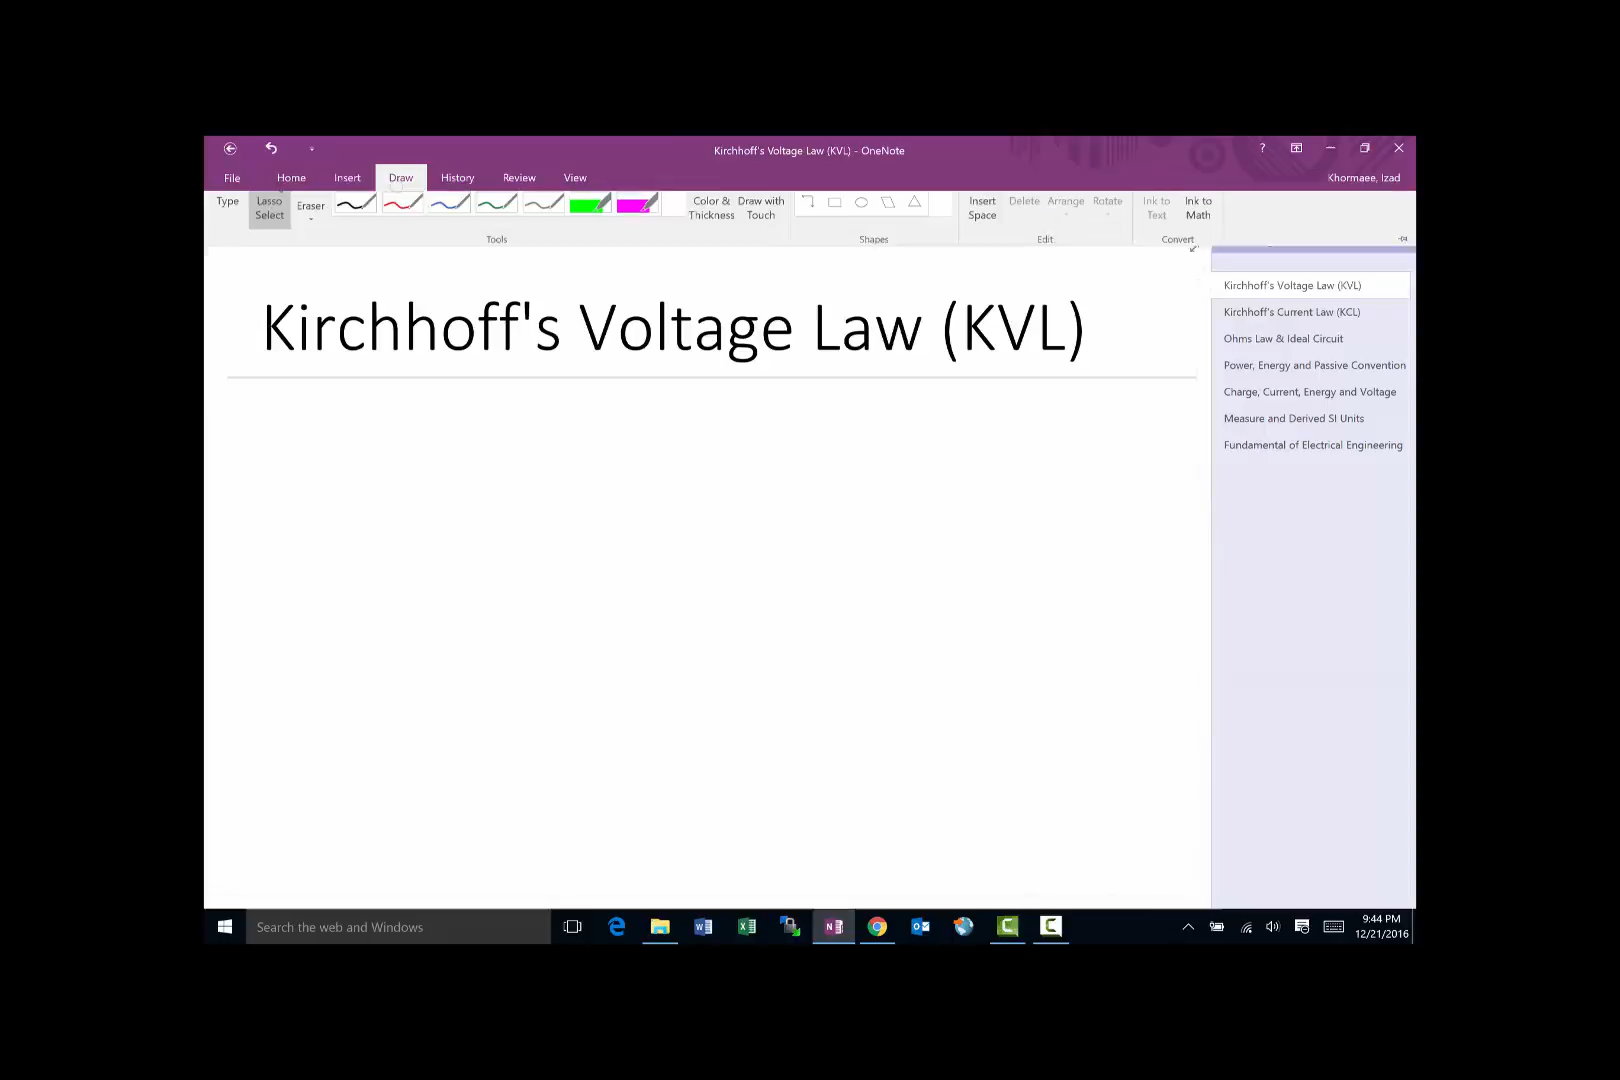 Kirchhoff's Voltage Law (KVL) - OneNote
?
File Home Insert Draw History Review View
Khormaee, Izad
Type
Lasso Select
Eraser
Color & Thickness
Draw with Touch
Insert Space
Delete
Arrange
Rotate
Ink to Text
Ink to Math
Tools
Shapes
Edit
Convert
Kirchhoff's Voltage Law (KVL)
Kirchhoff's Voltage Law (KVL)
Kirchhoff's Current Law (KCL)
Ohms Law & Ideal Circuit
Power, Energy and Passive Convention
Charge, Current, Energy and Voltage
Measure and Derived SI Units
Fundamental of Electrical Engineering
Search the web and Windows
9:44 PM
12/21/2016